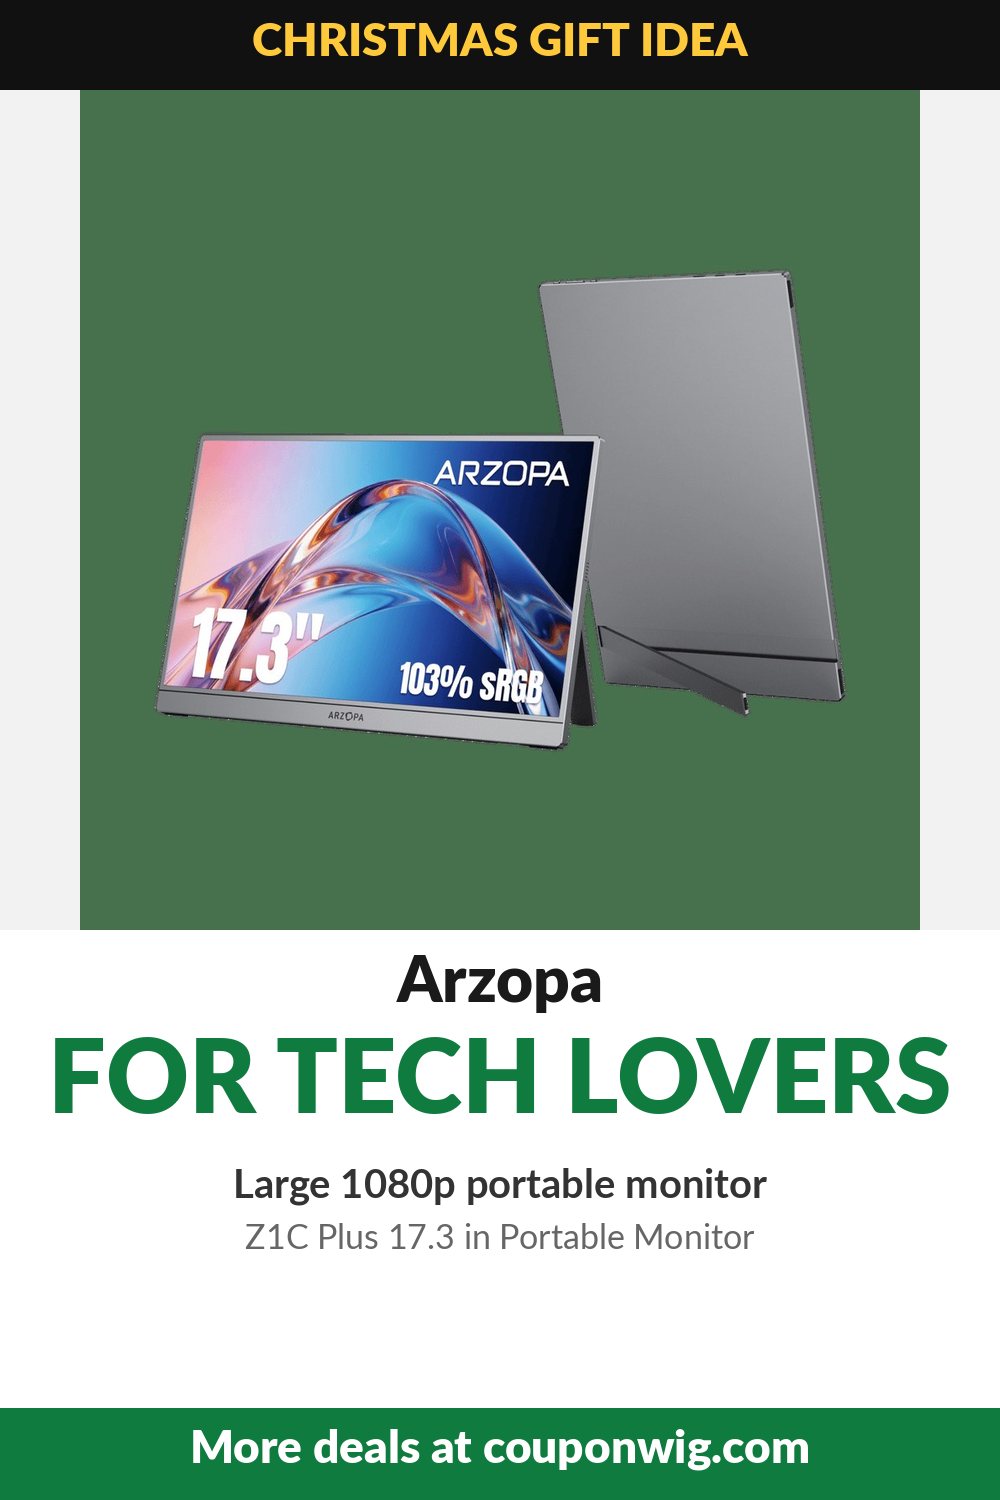 CHRISTMAS GIFT IDEA
ARZOPA
17.3"
103% sRGB
ARZOPA
Arzopa
FOR TECH LOVERS
Large 1080p portable monitor
Z1C Plus 17.3 in Portable Monitor
More deals at couponwig.com